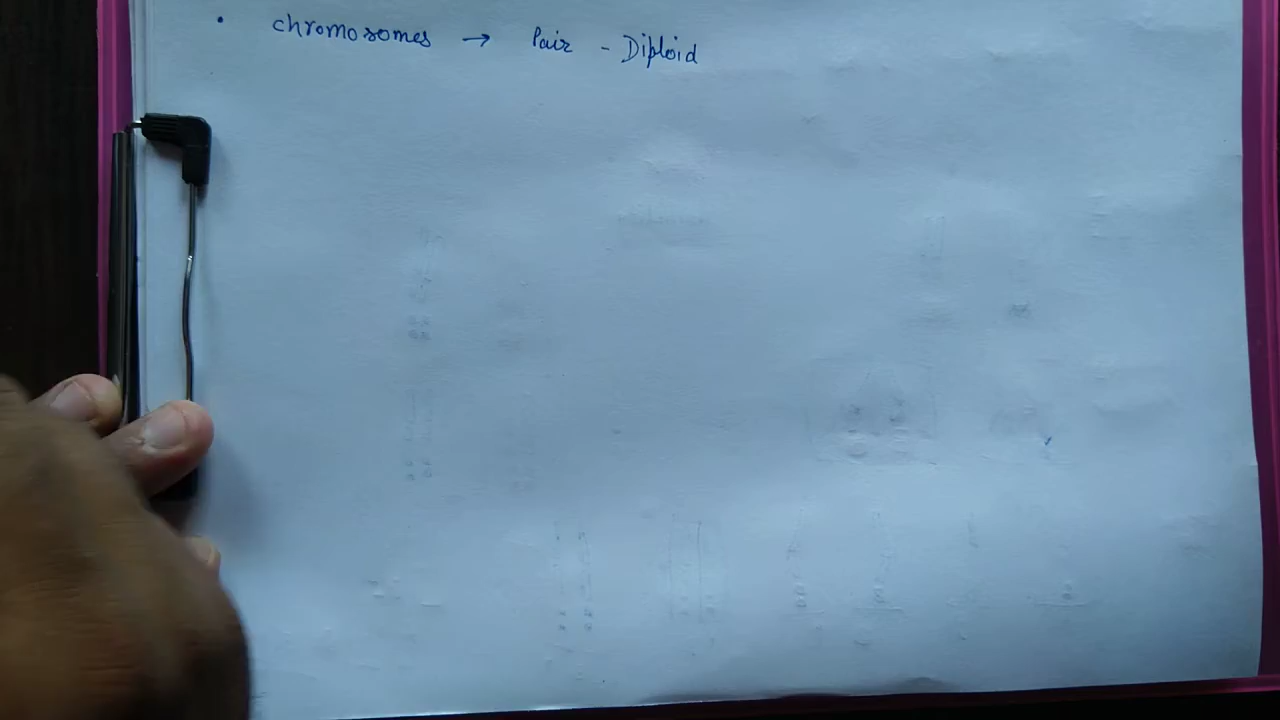 • chromosomes → Pair - Diploid